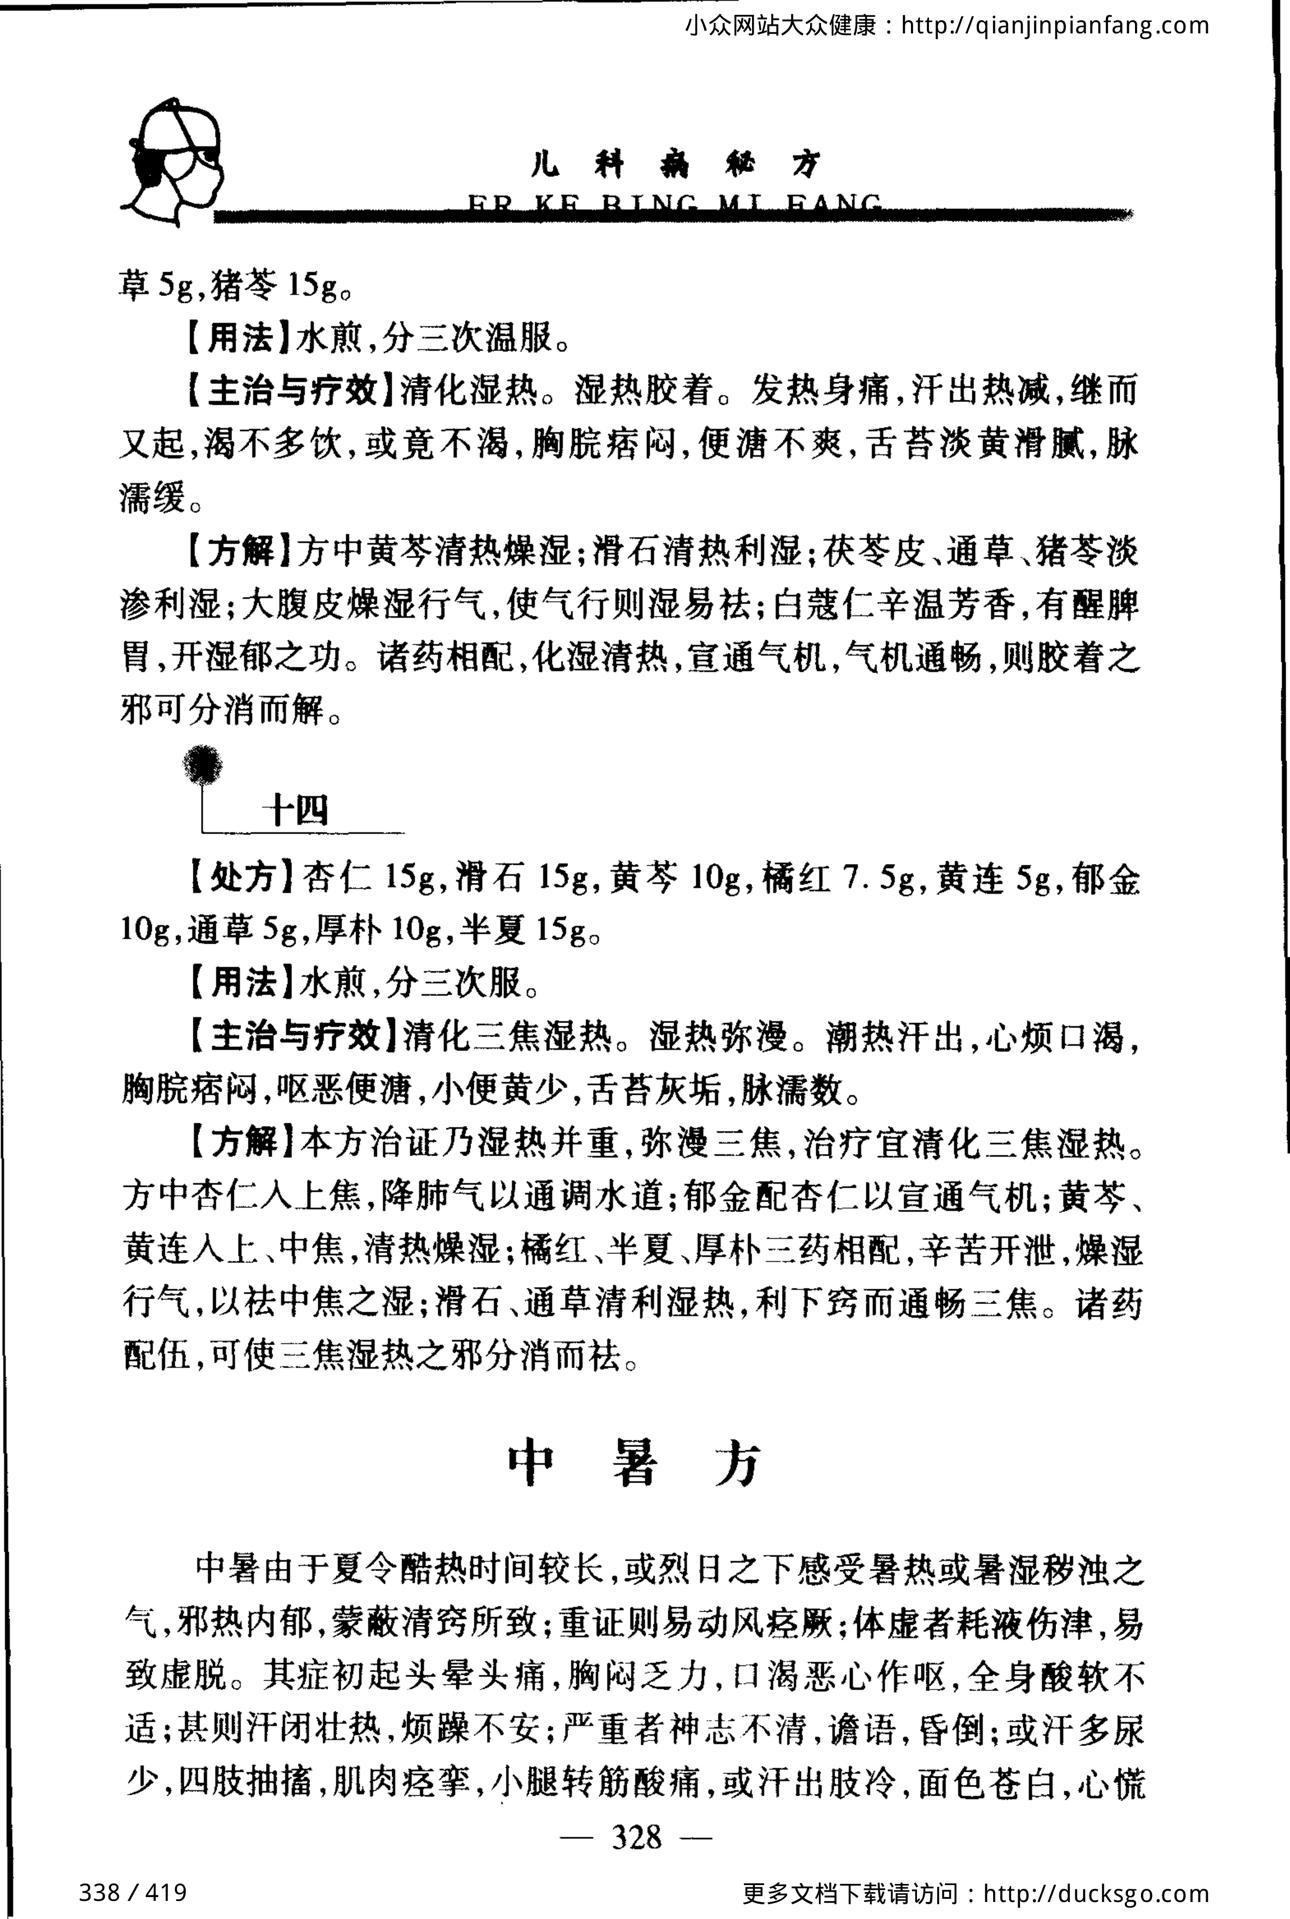 小众网站大众健康：http://qianjinpianfang.com
儿科病秘方
ER KE BING MI FANG
草 5g,猪苓 15g。
【用法】水煎,分三次温服。
【主治与疗效】清化湿热。湿热胶着。发热身痛,汗出热减,继而
又起,渴不多饮,或竟不渴,胸脘痞闷,便溏不爽,舌苔淡黄滑腻,脉
濡缓。
【方解】方中黄芩清热燥湿;滑石清热利湿;茯苓皮、通草、猪苓淡
渗利湿;大腹皮燥湿行气,使气行则湿易祛;白蔻仁辛温芳香,有醒脾
胃,开湿郁之功。诸药相配,化湿清热,宣通气机,气机通畅,则胶着之
邪可分消而解。
十四
【处方】杏仁 15g,滑石 15g,黄芩 10g,橘红 7.5g,黄连 5g,郁金
10g,通草 5g,厚朴 10g,半夏 15g。
【用法】水煎,分三次服。
【主治与疗效】清化三焦湿热。湿热弥漫。潮热汗出,心烦口渴,
胸脘痞闷,呕恶便溏,小便黄少,舌苔灰垢,脉濡数。
【方解】本方治证乃湿热并重,弥漫三焦,治疗宜清化三焦湿热。
方中杏仁入上焦,降肺气以通调水道;郁金配杏仁以宣通气机;黄芩、
黄连入上、中焦,清热燥湿;橘红、半夏、厚朴三药相配,辛苦开泄,燥湿
行气,以祛中焦之湿;滑石、通草清利湿热,利下窍而通畅三焦。诸药
配伍,可使三焦湿热之邪分消而祛。
中暑方
中暑由于夏令酷热时间较长,或烈日之下感受暑热或暑湿秽浊之
气,邪热内郁,蒙蔽清窍所致;重证则易动风痉厥;体虚者耗液伤津,易
致虚脱。其症初起头晕头痛,胸闷乏力,口渴恶心作呕,全身酸软不
适;甚则汗闭壮热,烦躁不安;严重者神志不清,谵语,昏倒;或汗多尿
少,四肢抽搐,肌肉痉挛,小腿转筋酸痛,或汗出肢冷,面色苍白,心慌
— 328 —
338 / 419
更多文档下载请访问：http://ducksgo.com